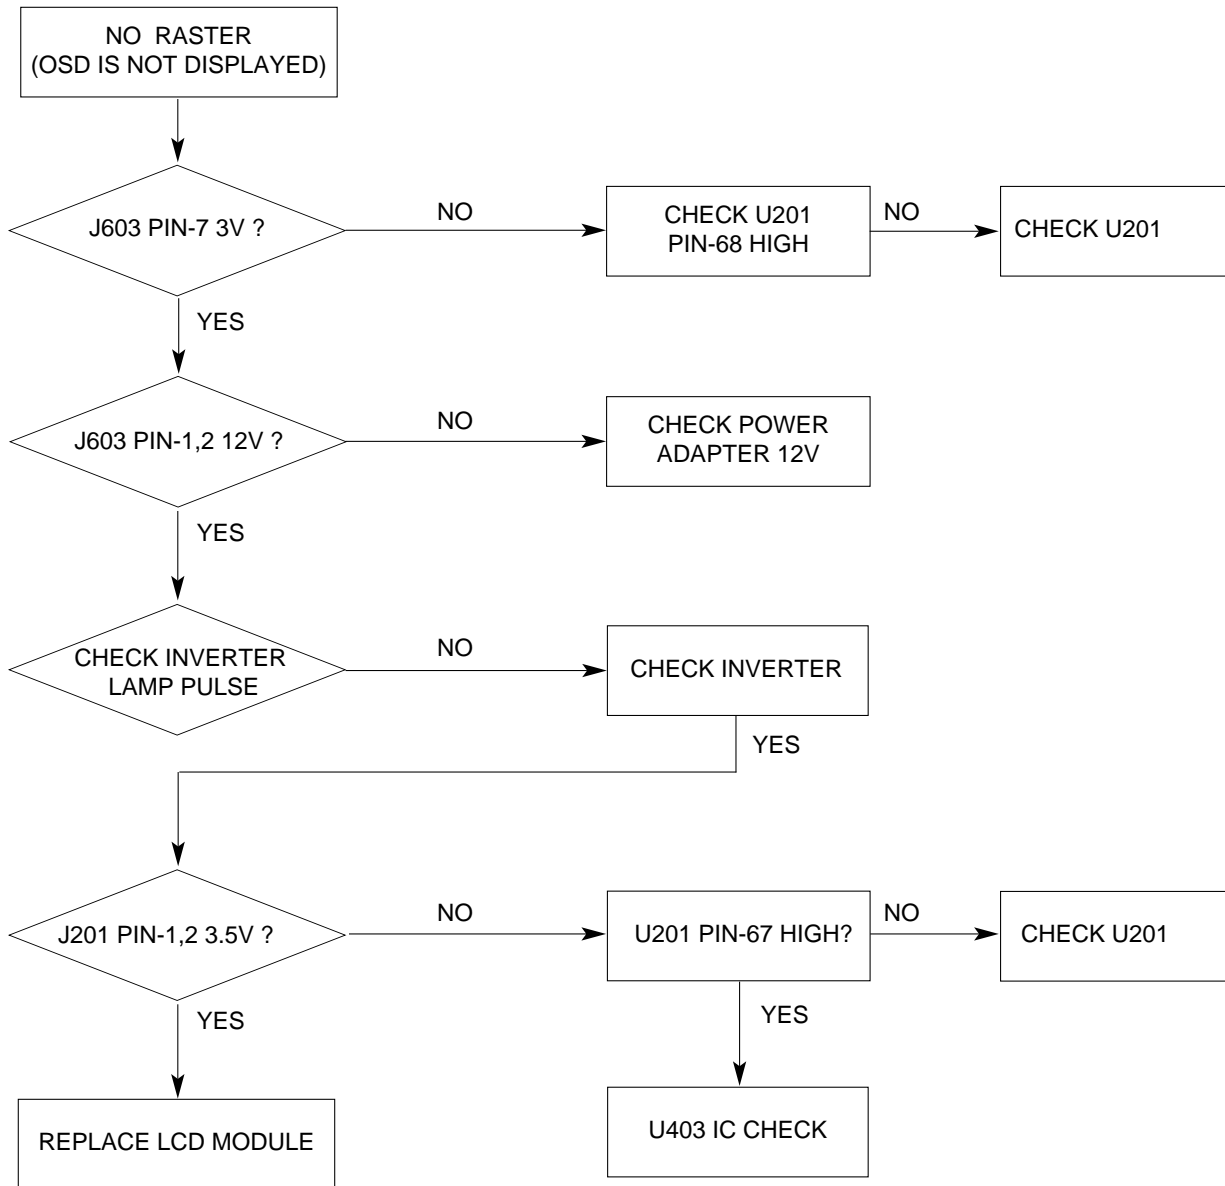 NO RASTER
(OSD IS NOT DISPLAYED)
J603 PIN-7 3V ?
NO
CHECK U201
PIN-68 HIGH
NO
CHECK U201
YES
J603 PIN-1,2 12V ?
NO
CHECK POWER
ADAPTER 12V
YES
CHECK INVERTER
LAMP PULSE
NO
CHECK INVERTER
YES
J201 PIN-1,2 3.5V ?
NO
U201 PIN-67 HIGH?
NO
CHECK U201
YES
YES
REPLACE LCD MODULE
U403 IC CHECK